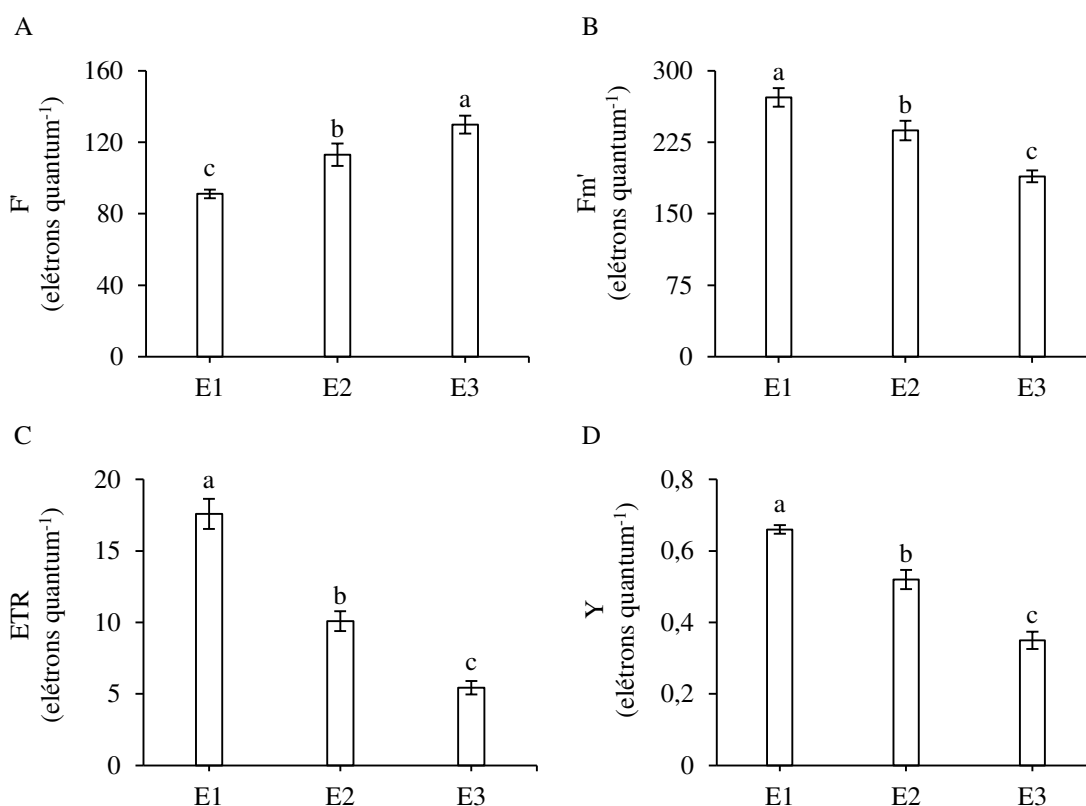 A
F'
(elétrons quantum-1)
160
120
80
40
0
c
b
a
E1
E2
E3
B
Fm'
(elétrons quantum-1)
300
225
150
75
0
a
b
c
E1
E2
E3
C
ETR
(elétrons quantum-1)
20
15
10
5
0
a
b
c
E1
E2
E3
D
Y
(elétrons quantum-1)
0,8
0,6
0,4
0,2
0
a
b
c
E1
E2
E3